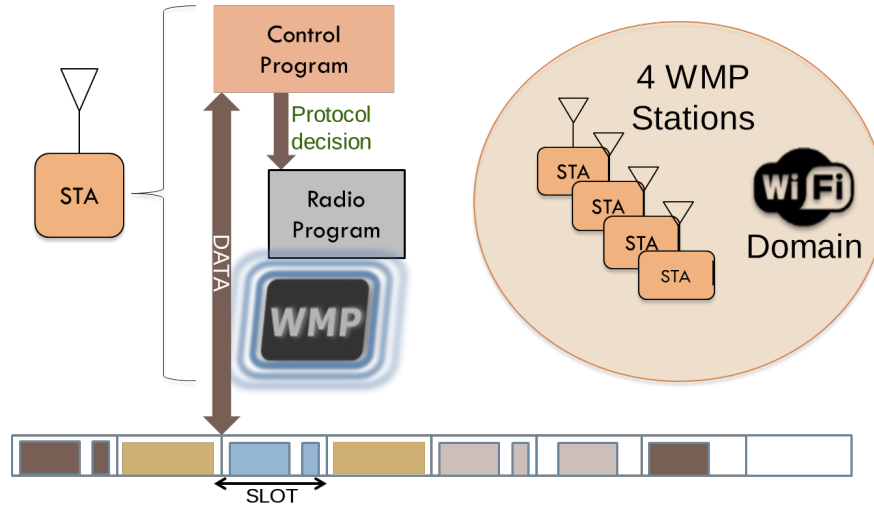 Control
Program
Protocol
decision
STA
Radio
Program
DATA
WMP
SLOT
4 WMP
Stations
STA
STA
STA
STA
Wi Fi
Domain